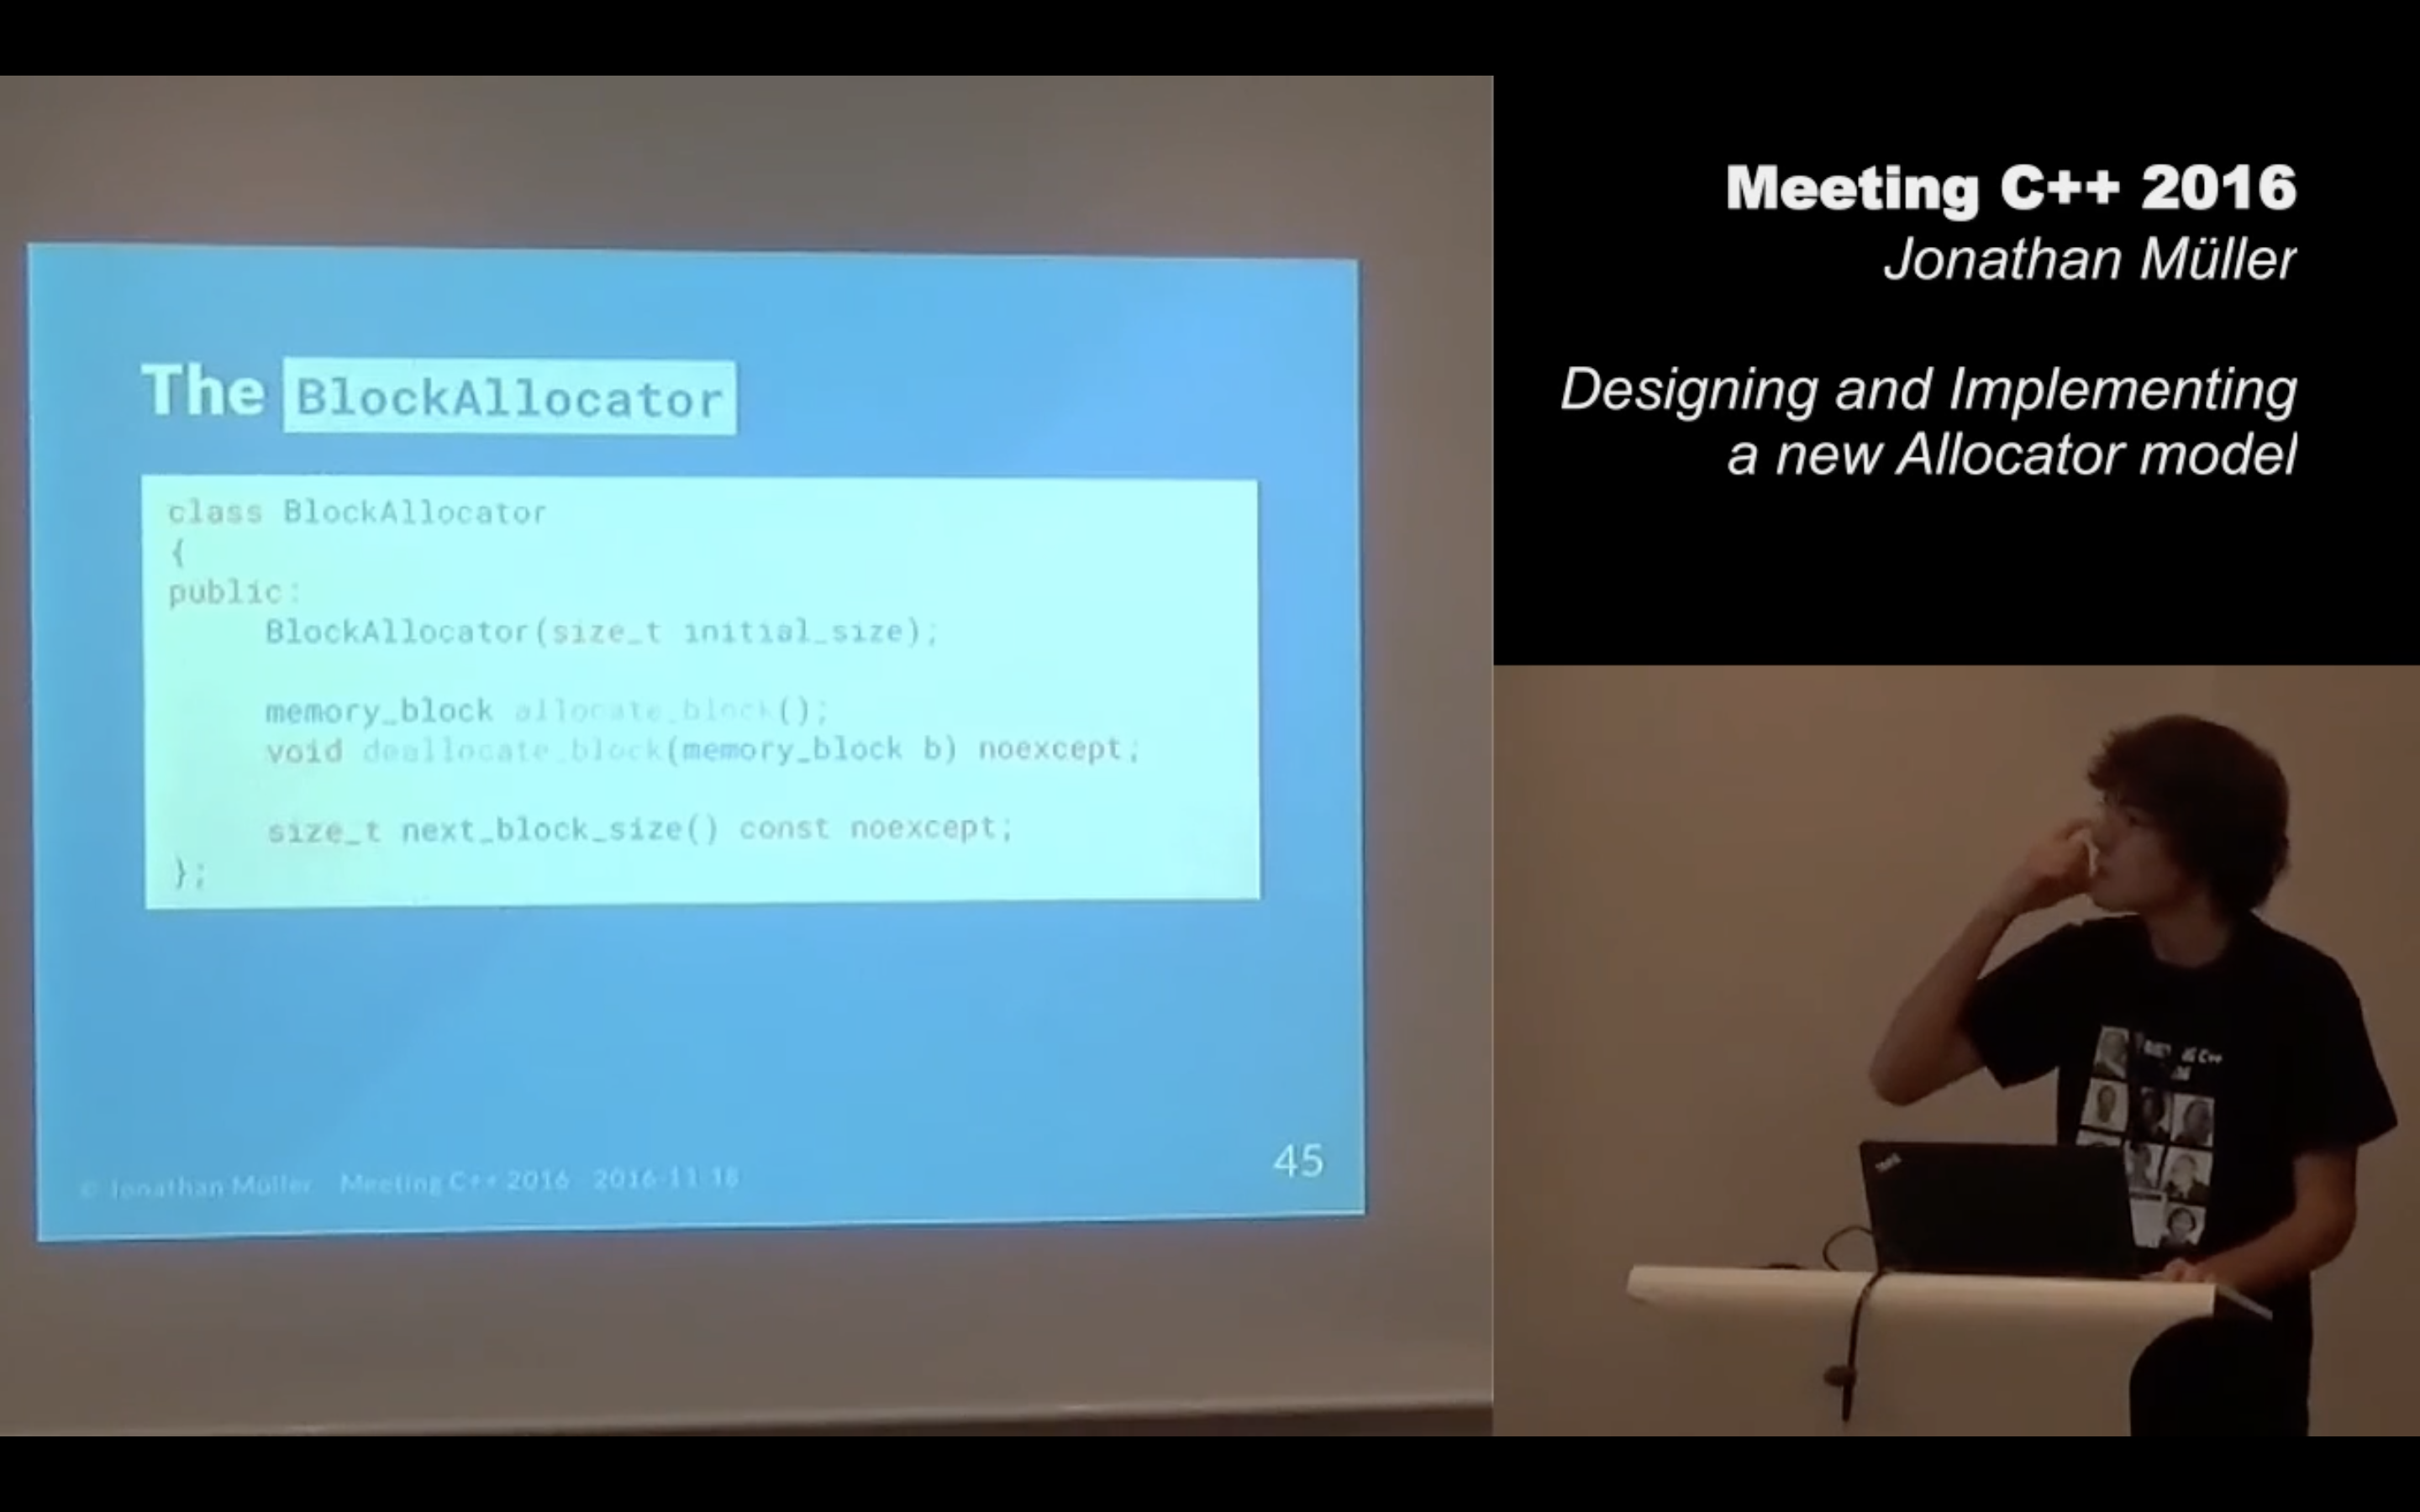 The BlockAllocator
class BlockAllocator
{
public:
BlockAllocator(size_t initial_size);
memory_block allocate_block();
void deallocate_block(memory_block b) noexcept;
size_t next_block_size() const noexcept;
};
© Jonathan Müller Meeting C++ 2016 2016-11-18
45
Meeting C++ 2016
Jonathan Müller
Designing and Implementing
a new Allocator model